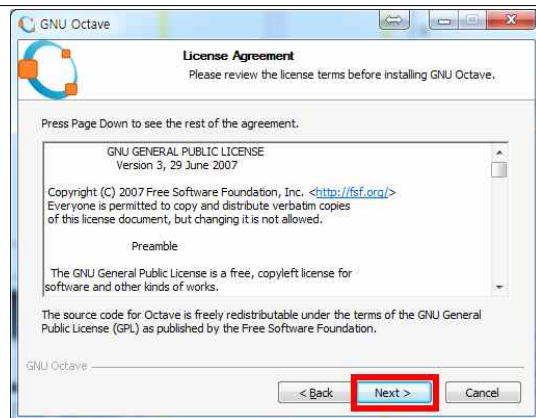 GNU Octave
License Agreement
Please review the license terms before installing GNU Octave.
Press Page Down to see the rest of the agreement.
GNU GENERAL PUBLIC LICENSE
Version 3, 29 June 2007
Copyright (C) 2007 Free Software Foundation, Inc. <http://fsf.org/>
Everyone is permitted to copy and distribute verbatim copies
of this license document, but changing it is not allowed.
Preamble
The GNU General Public License is a free, copyleft license for
software and other kinds of works.
The source code for Octave is freely redistributable under the terms of the GNU General
Public License (GPL) as published by the Free Software Foundation.
GNU Octave
< Back Next > Cancel